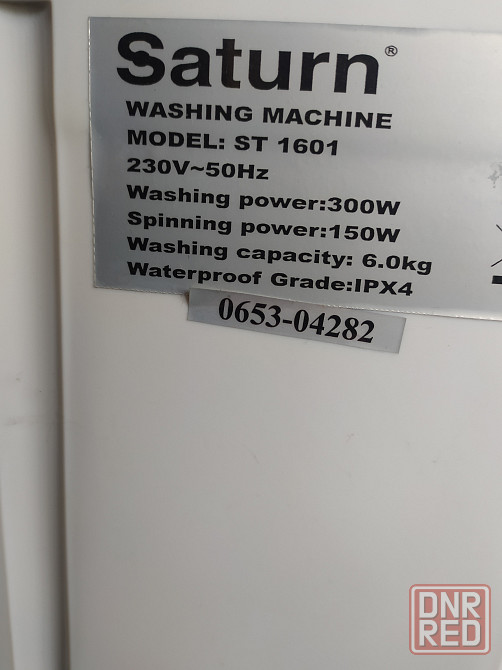 Saturn®
WASHING MACHINE
MODEL: ST 1601
230V~50Hz
Washing power:300W
Spinning power:150W
Washing capacity: 6.0kg
Waterproof Grade:IPX4
0653-04282
DNR
RED